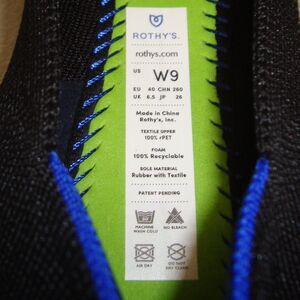 ROTHY'S.
rothys.com
US W9
EU 40 CHN 260
UK 6.5 JP 26
Made in China
Rothy's, inc.
TEXTILE UPPER
100% rPET
FOAM
100% Recyclable
SOLE MATERIAL
Rubber with Textile
PATENT PENDING
MACHINE WASH COLD
NO BLEACH
AIR DRY
DO NOT DRY CLEAN